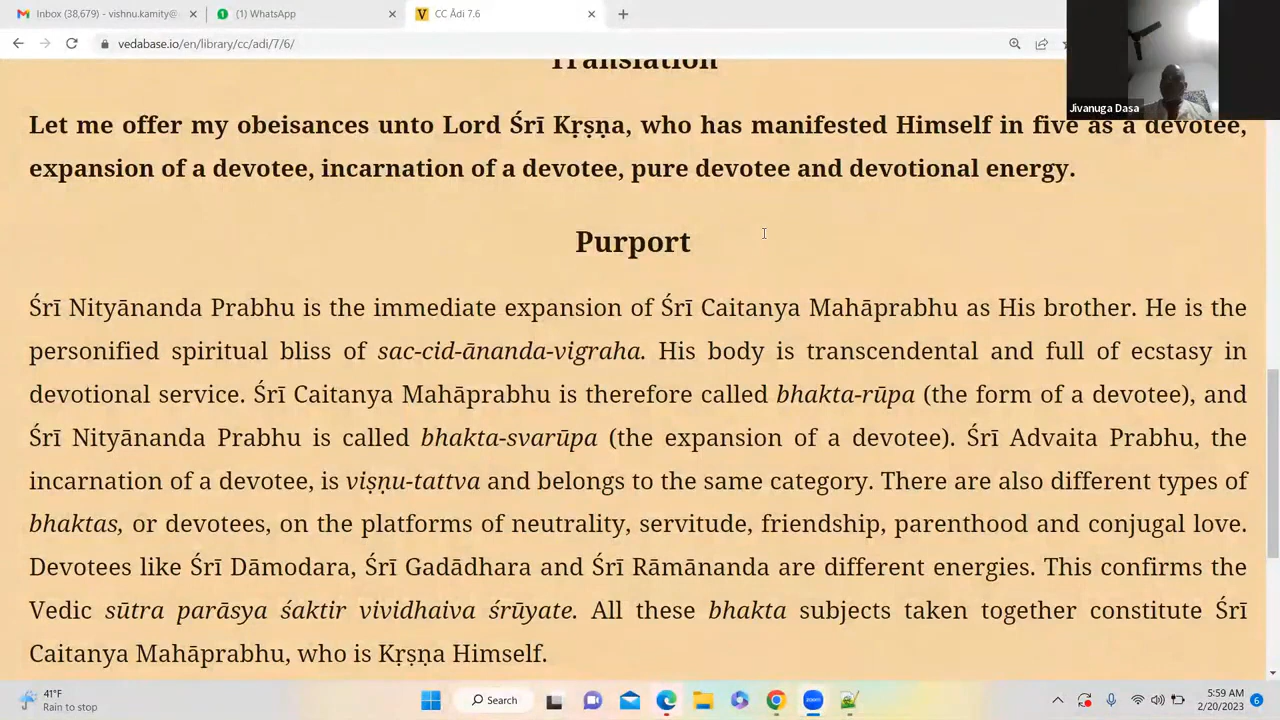 Inbox (38,679) - vishnu.kamity@
(1) WhatsApp
CC Ādi 7.6
vedabase.io/en/library/cc/adi/7/6/
Jivanuga Dasa
Translation
Let me offer my obeisances unto Lord Śrī Kṛṣṇa, who has manifested Himself in five as a devotee,
expansion of a devotee, incarnation of a devotee, pure devotee and devotional energy.
Purport
Śrī Nityānanda Prabhu is the immediate expansion of Śrī Caitanya Mahāprabhu as His brother. He is the
personified spiritual bliss of sac-cid-ānanda-vigraha. His body is transcendental and full of ecstasy in
devotional service. Śrī Caitanya Mahāprabhu is therefore called bhakta-rūpa (the form of a devotee), and
Śrī Nityānanda Prabhu is called bhakta-svarūpa (the expansion of a devotee). Śrī Advaita Prabhu, the
incarnation of a devotee, is viṣṇu-tattva and belongs to the same category. There are also different types of
bhaktas, or devotees, on the platforms of neutrality, servitude, friendship, parenthood and conjugal love.
Devotees like Śrī Dāmodara, Śrī Gadādhara and Śrī Rāmānanda are different energies. This confirms the
Vedic sūtra parāsya śaktir vividhaiva śrūyate. All these bhakta subjects taken together constitute Śrī
Caitanya Mahāprabhu, who is Kṛṣṇa Himself.
41°F
Rain to stop
Search
zoom
5:59 AM
2/20/2023
6